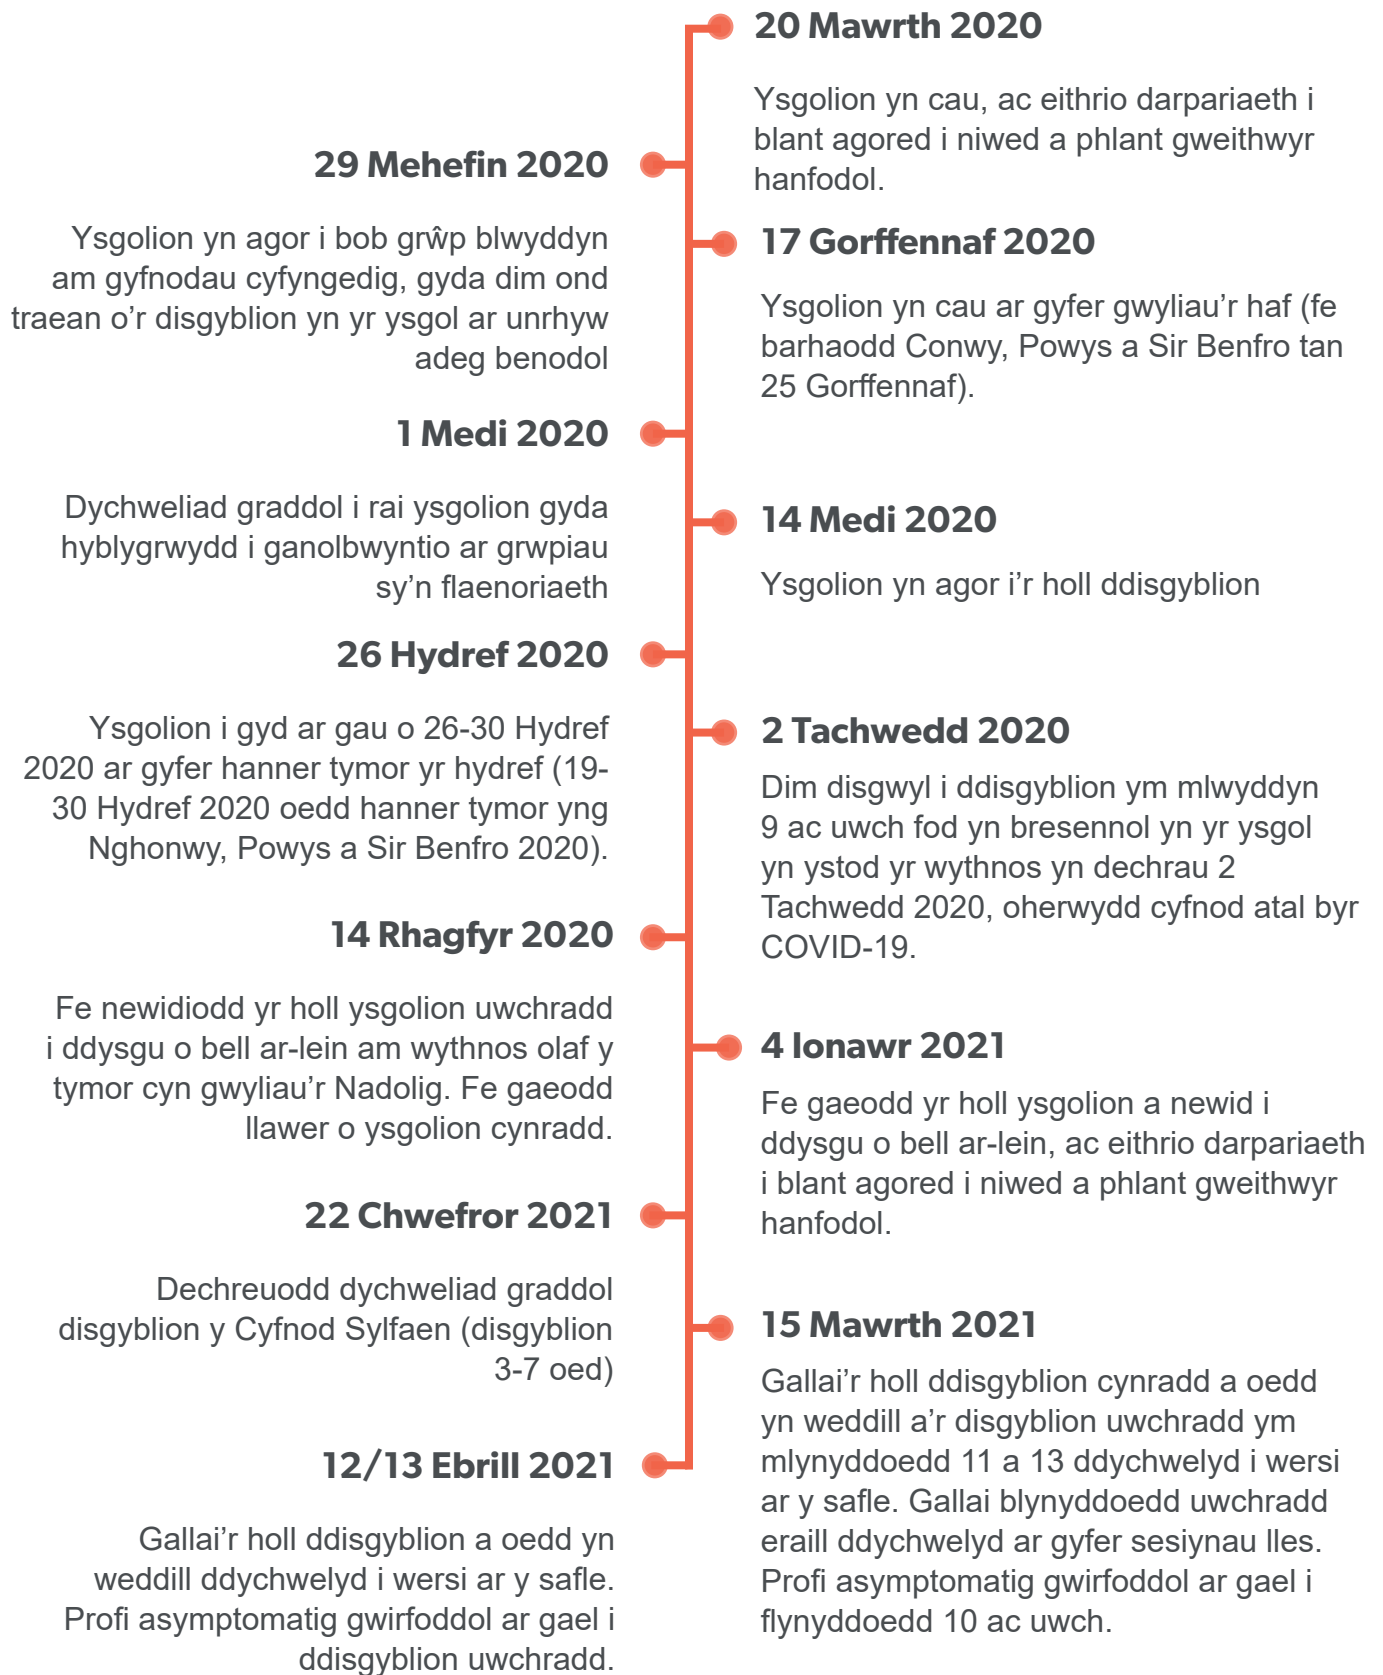 20 Mawrth 2020
Ysgolion yn cau, ac eithrio darpariaeth i
blant agored i niwed a phlant gweithwyr
hanfodol.
29 Mehefin 2020
Ysgolion yn agor i bob grŵp blwyddyn
am gyfnodau cyfyngedig, gyda dim ond
traean o’r disgyblion yn yr ysgol ar unrhyw
adeg benodol
17 Gorffennaf 2020
Ysgolion yn cau ar gyfer gwyliau’r haf (fe
barhaodd Conwy, Powys a Sir Benfro tan
25 Gorffennaf).
1 Medi 2020
Dychweliad graddol i rai ysgolion gyda
hyblygrwydd i ganolbwyntio ar grwpiau
sy’n flaenoriaeth
14 Medi 2020
Ysgolion yn agor i’r holl ddisgyblion
26 Hydref 2020
Ysgolion i gyd ar gau o 26-30 Hydref
2020 ar gyfer hanner tymor yr hydref (19-
30 Hydref 2020 oedd hanner tymor yng
Nghonwy, Powys a Sir Benfro 2020).
2 Tachwedd 2020
Dim disgwyl i ddisgyblion ym mlwyddyn
9 ac uwch fod yn bresennol yn yr ysgol
yn ystod yr wythnos yn dechrau 2
Tachwedd 2020, oherwydd cyfnod atal byr
COVID-19.
14 Rhagfyr 2020
Fe newidiodd yr holl ysgolion uwchradd
i ddysgu o bell ar-lein am wythnos olaf y
tymor cyn gwyliau’r Nadolig. Fe gaeodd
llawer o ysgolion cynradd.
4 Ionawr 2021
Fe gaeodd yr holl ysgolion a newid i
ddysgu o bell ar-lein, ac eithrio darpariaeth
i blant agored i niwed a phlant gweithwyr
hanfodol.
22 Chwefror 2021
Dechreuodd dychweliad graddol
disgyblion y Cyfnod Sylfaen (disgyblion
3-7 oed)
15 Mawrth 2021
Gallai’r holl ddisgyblion cynradd a oedd
yn weddill a’r disgyblion uwchradd ym
mlynyddoedd 11 a 13 ddychwelyd i wersi
ar y safle. Gallai blynyddoedd uwchradd
eraill ddychwelyd ar gyfer sesiynau lles.
Profi asymptomatig gwirfoddol ar gael i
flynyddoedd 10 ac uwch.
12/13 Ebrill 2021
Gallai’r holl ddisgyblion a oedd yn
weddill ddychwelyd i wersi ar y safle.
Profi asymptomatig gwirfoddol ar gael i
ddisgyblion uwchradd.